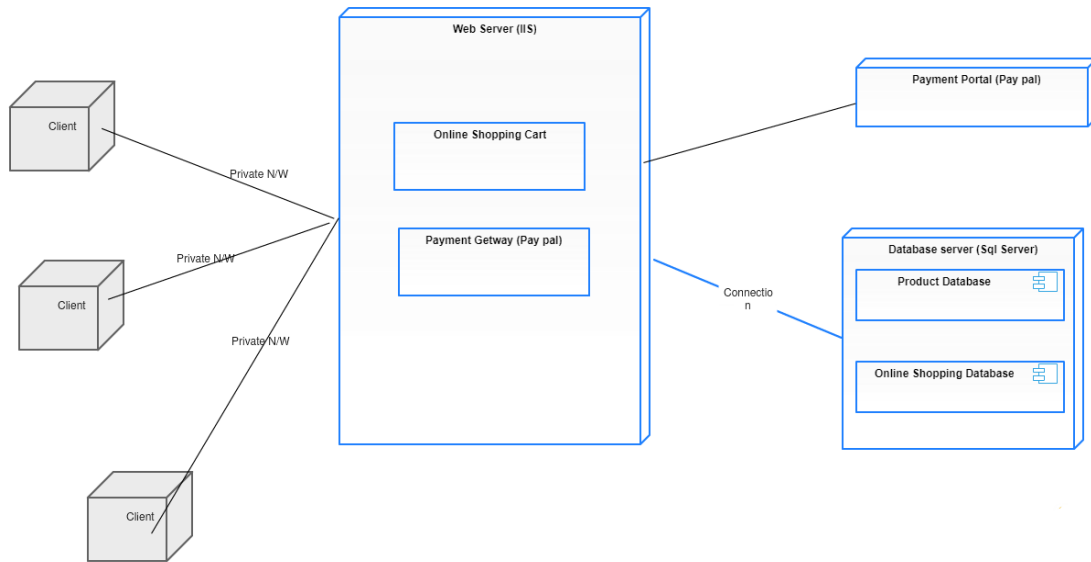 Web Server (IIS)
Payment Portal (Pay pal)
Client
Online Shopping Cart
Private N/W
Payment Getway (Pay pal)
Database server (Sql Server)
Private N/W
Product Database
Client
Connectio
n
Private N/W
Online Shopping Database
Client